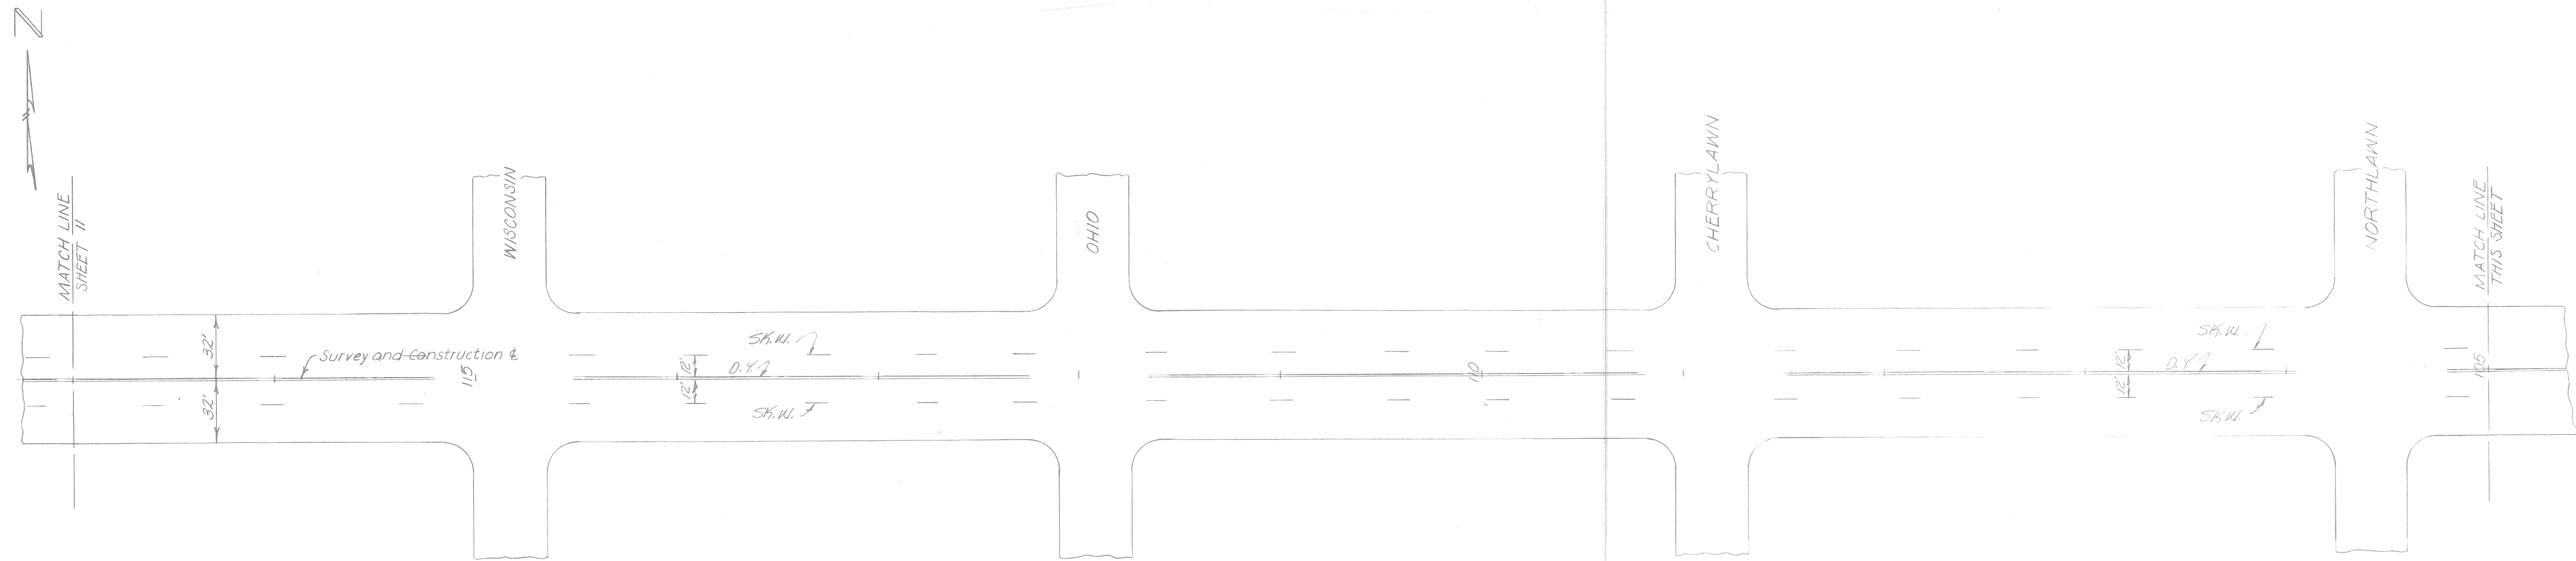 N
MATCH LINE
SHEET 11
WISCONSIN
OHIO
CHERRYLAWN
NORTHLAWN
MATCH LINE
THIS SHEET
32'
32'
Survey and Construction ℄
115
12'
12'
SK.W.
D.Y.
SK.W.
110
12'
12'
SK.W.
D.Y.
SK.W.
105